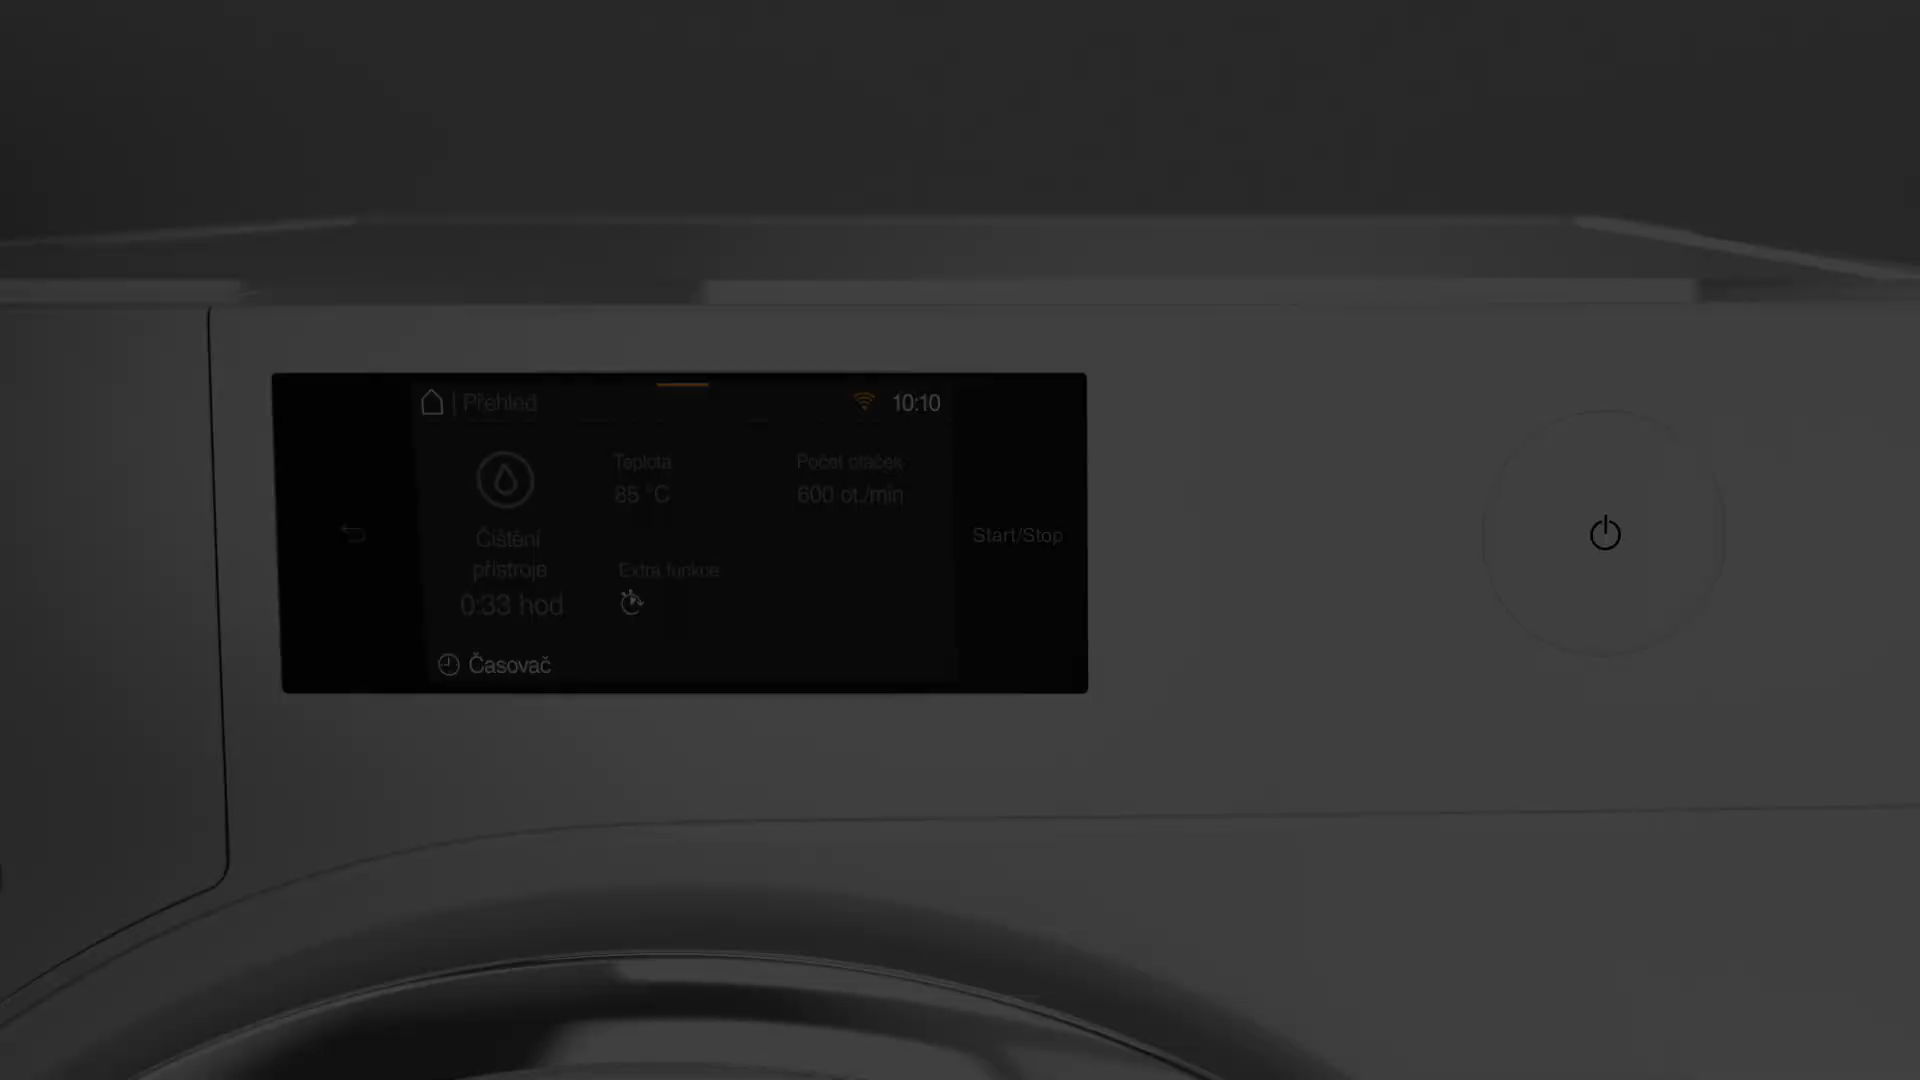 Přehled
10:10
Teplota
85 °C
Počet otáček
600 ot./min
Čištění
přístroje
0:33 hod
Extra funkce
Start/Stop
Časovač